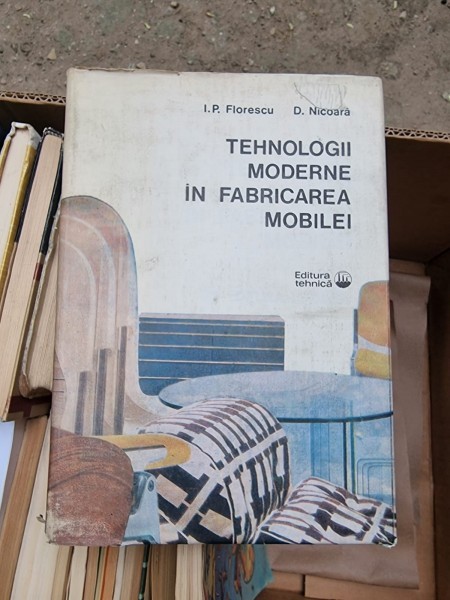 I.P. Florescu D. Nicoară
TEHNOLOGII
MODERNE
ÎN FABRICAREA
MOBILEI
Editura
tehnică